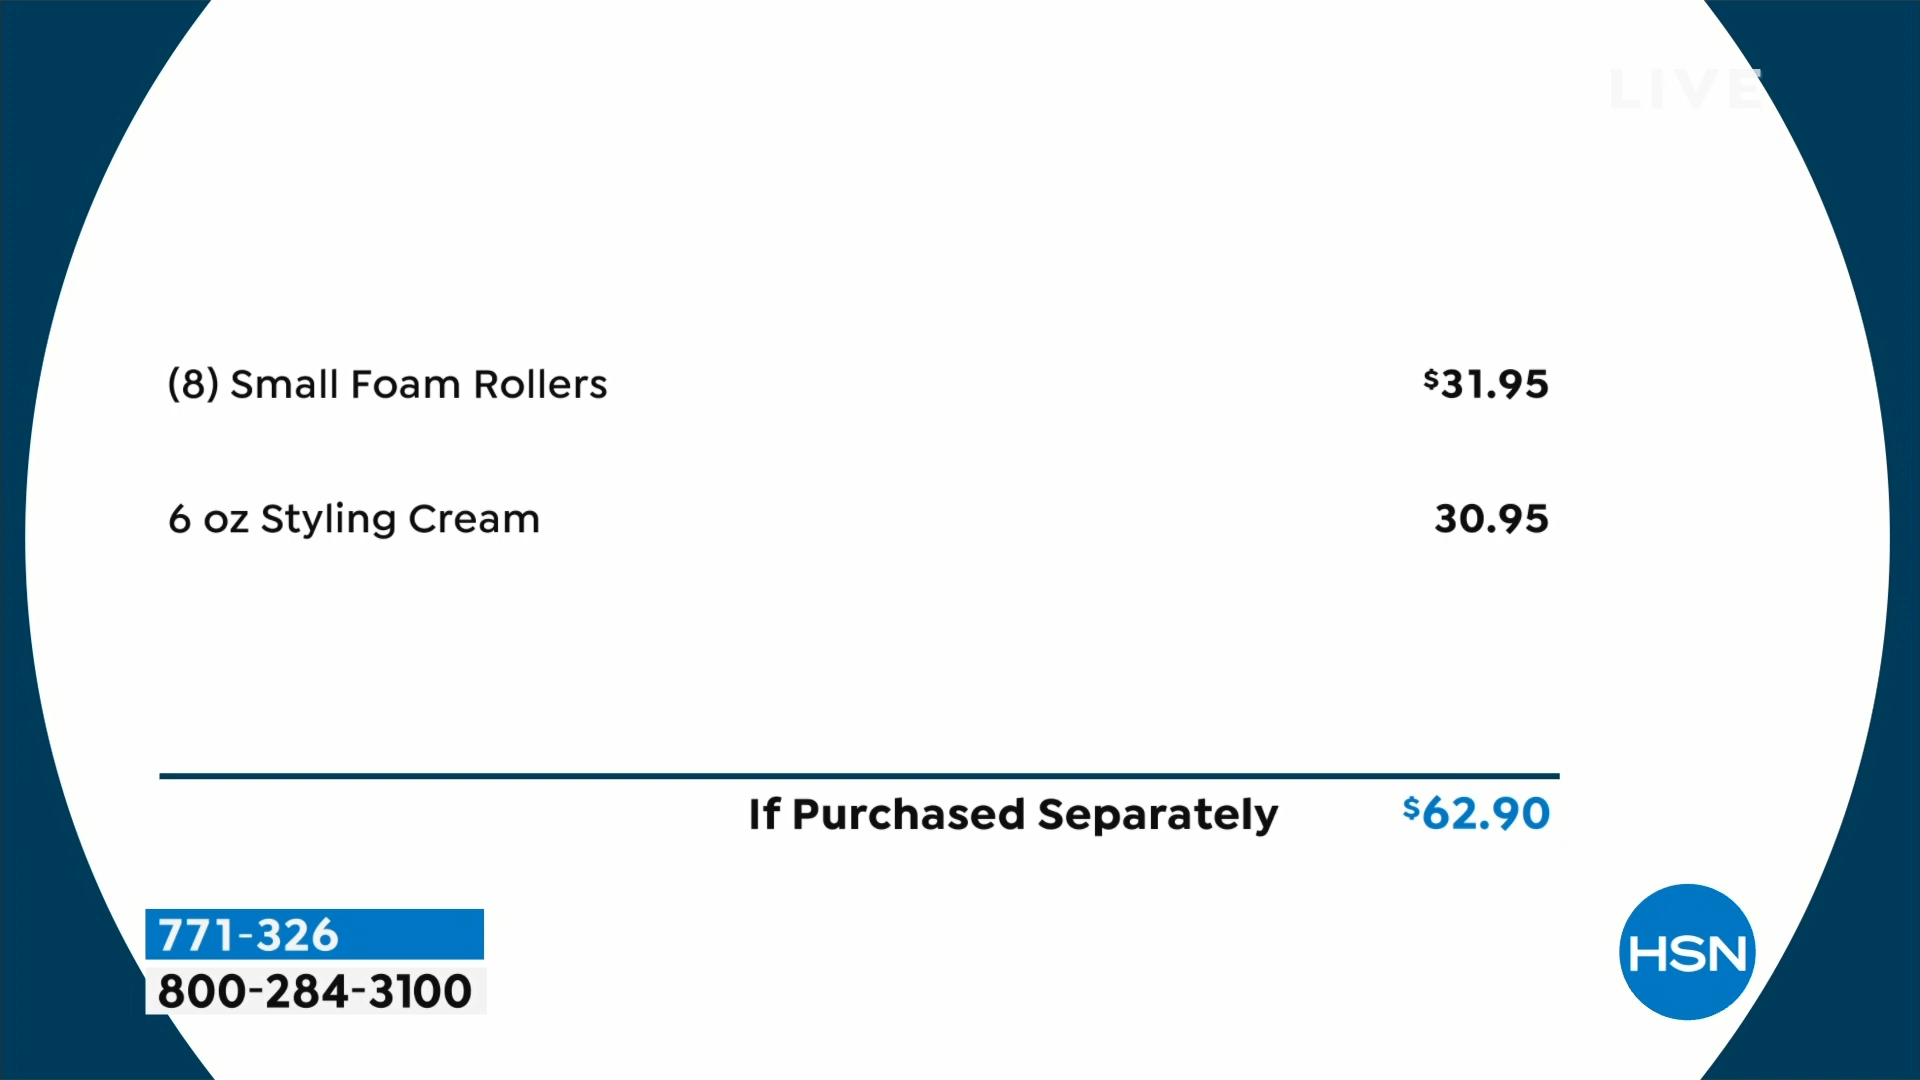 LIVE
(8) Small Foam Rollers $31.95
6 oz Styling Cream 30.95
If Purchased Separately $62.90
771-326
800-284-3100
HSN